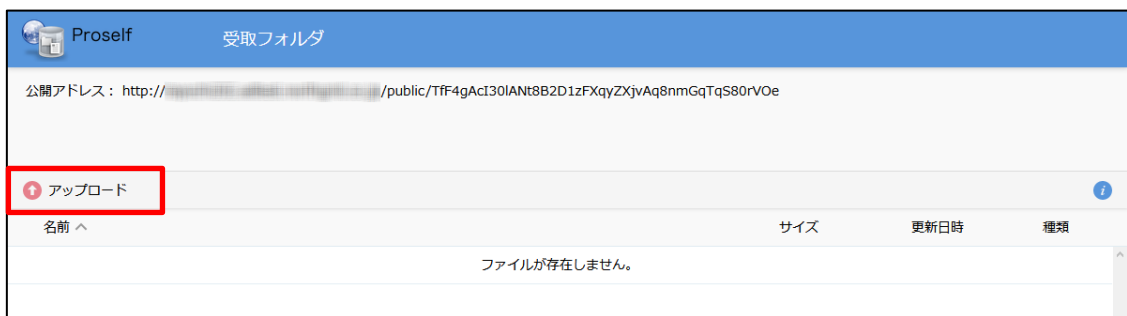 Proself
受取フォルダ
公開アドレス： http:// /public/TfF4gAcI30lANt8B2D1zFXqyZXjvAq8nmGqTqS80rVOe
アップロード
名前 サイズ 更新日時 種類
ファイルが存在しません。